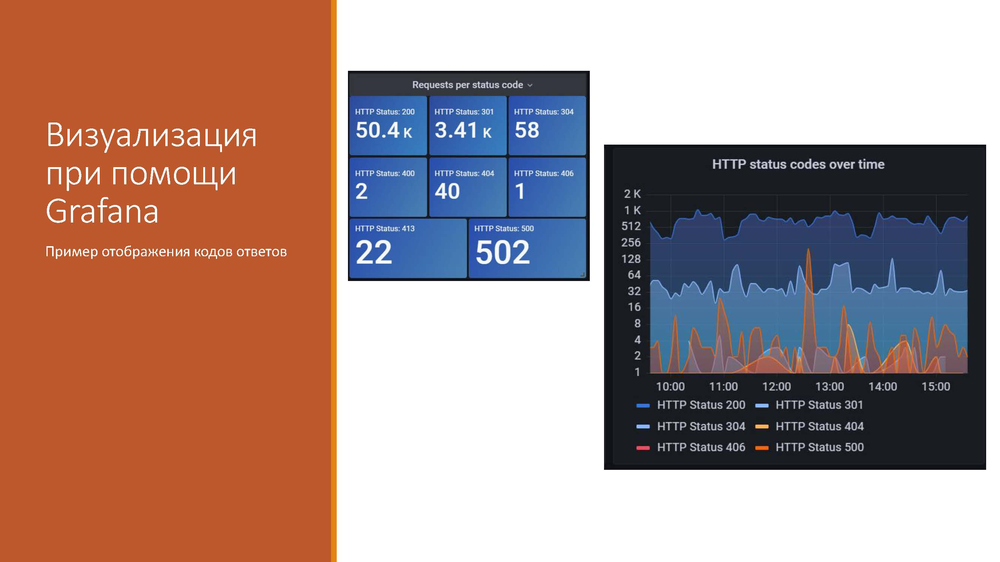 Визуализация
при помощи
Grafana
Пример отображения кодов ответов
Requests per status code
HTTP Status: 200
50.4 K
HTTP Status: 301
3.41 K
HTTP Status: 304
58
HTTP Status: 400
2
HTTP Status: 404
40
HTTP Status: 406
1
HTTP Status: 413
22
HTTP Status: 500
502
HTTP status codes over time
2 K
1 K
512
256
128
64
32
16
8
4
2
1
10:00 11:00 12:00 13:00 14:00 15:00
HTTP Status 200 HTTP Status 301
HTTP Status 304 HTTP Status 404
HTTP Status 406 HTTP Status 500